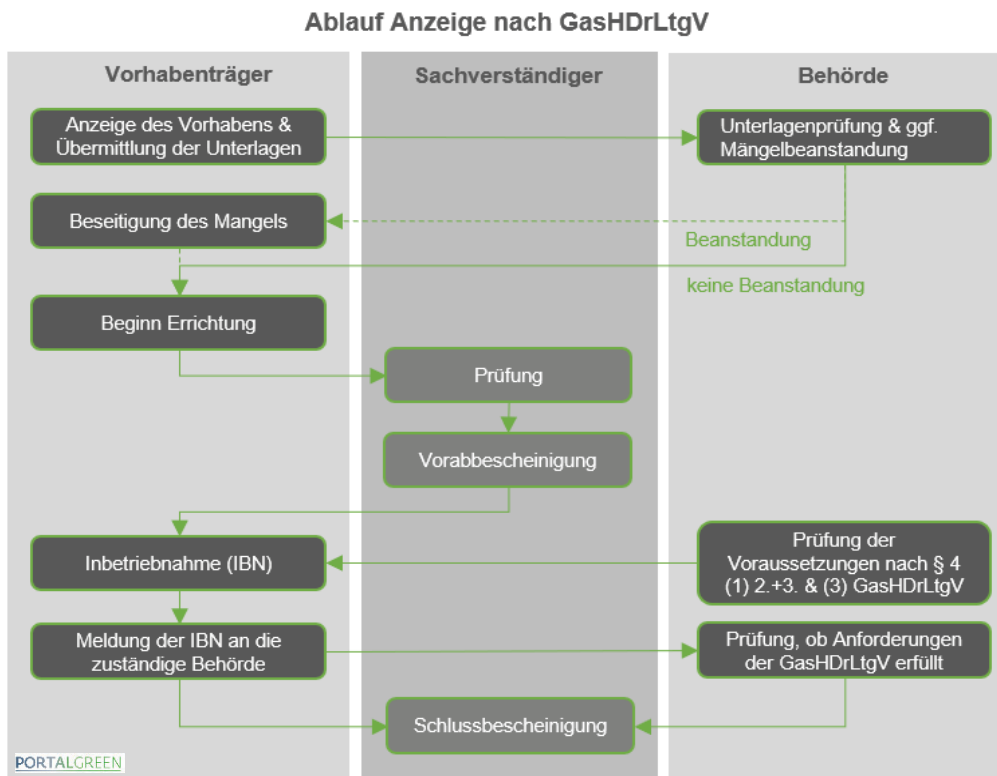 Ablauf Anzeige nach GasHDrLtgV
Vorhabenträger
Sachverständiger
Behörde
Anzeige des Vorhabens &
Übermittlung der Unterlagen
Unterlagenprüfung & ggf.
Mängelbeanstandung
Beseitigung des Mangels
Beanstandung
keine Beanstandung
Beginn Errichtung
Prüfung
Vorabbescheinigung
Inbetriebnahme (IBN)
Prüfung der
Voraussetzungen nach § 4
(1) 2.+3. & (3) GasHDrLtgV
Meldung der IBN an die
zuständige Behörde
Prüfung, ob Anforderungen
der GasHDrLtgV erfüllt
Schlussbescheinigung
PORTALGREEN